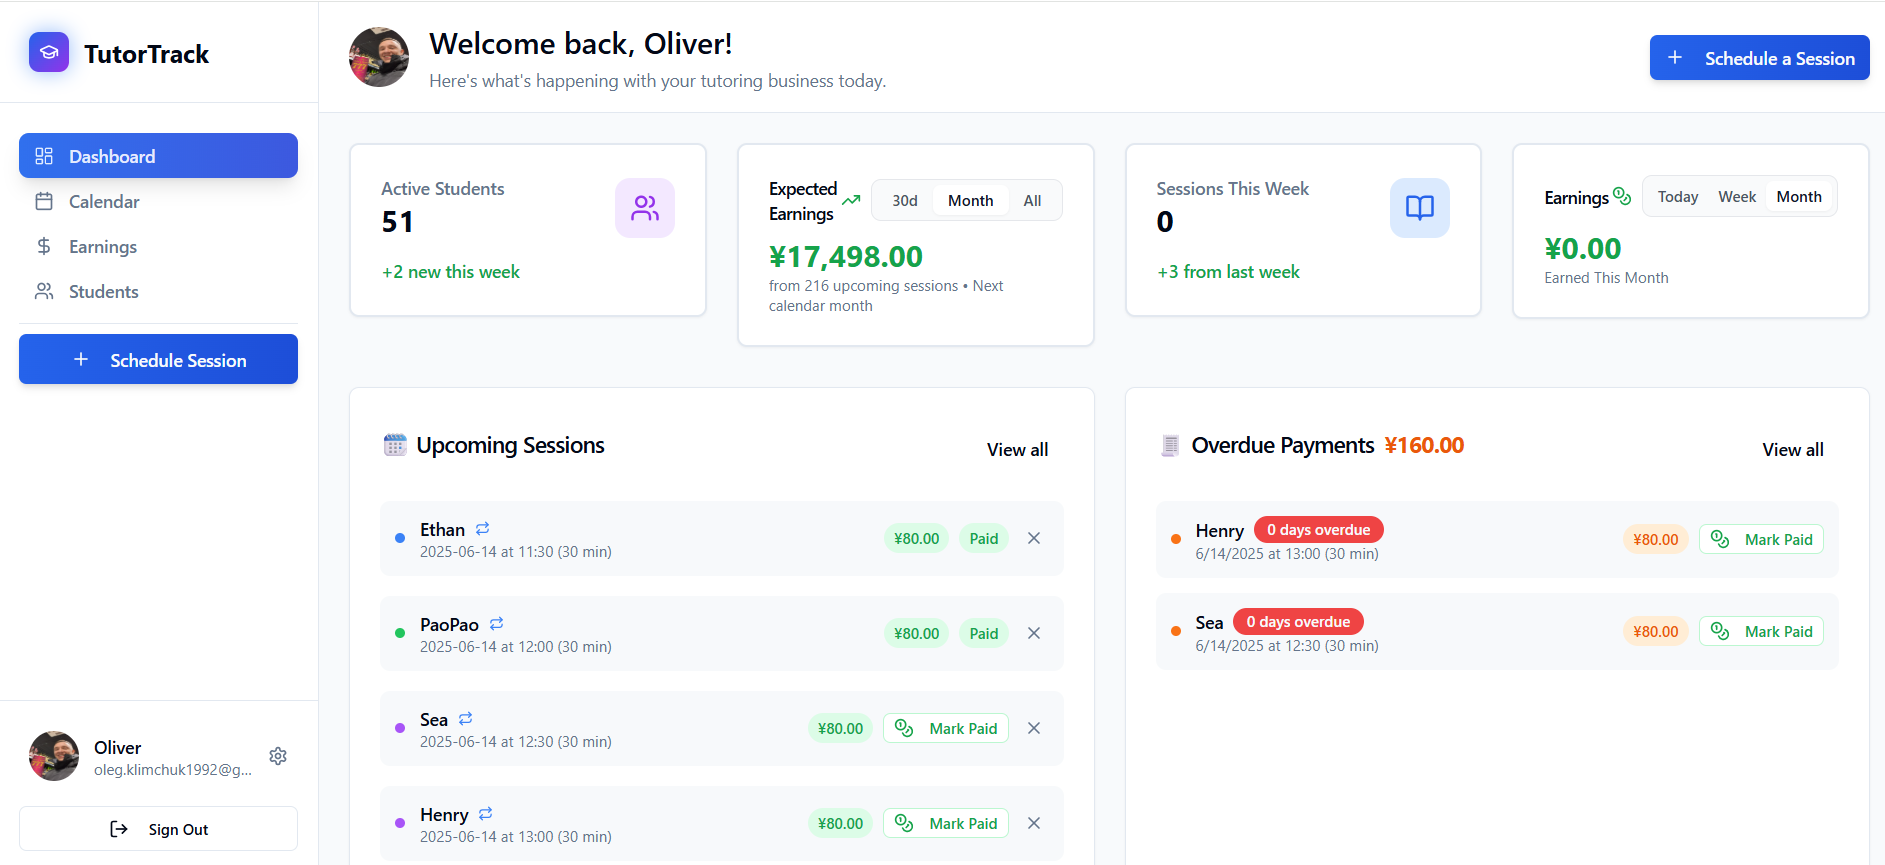 TutorTrack
Dashboard
Calendar
Earnings
Students
Schedule Session
Oliver
oleg.klimchuk1992@g...
Sign Out
Welcome back, Oliver!
Here's what's happening with your tutoring business today.
Schedule a Session
Active Students
51
+2 new this week
Expected
Earnings
30d Month All
¥17,498.00
from 216 upcoming sessions • Next
calendar month
Sessions This Week
0
+3 from last week
Earnings
Today Week Month
¥0.00
Earned This Month
Upcoming Sessions
View all
Ethan
2025-06-14 at 11:30 (30 min)
¥80.00 Paid
PaoPao
2025-06-14 at 12:00 (30 min)
¥80.00 Paid
Sea
2025-06-14 at 12:30 (30 min)
¥80.00 Mark Paid
Henry
2025-06-14 at 13:00 (30 min)
¥80.00 Mark Paid
Overdue Payments ¥160.00
View all
Henry 0 days overdue
6/14/2025 at 13:00 (30 min)
¥80.00 Mark Paid
Sea 0 days overdue
6/14/2025 at 12:30 (30 min)
¥80.00 Mark Paid